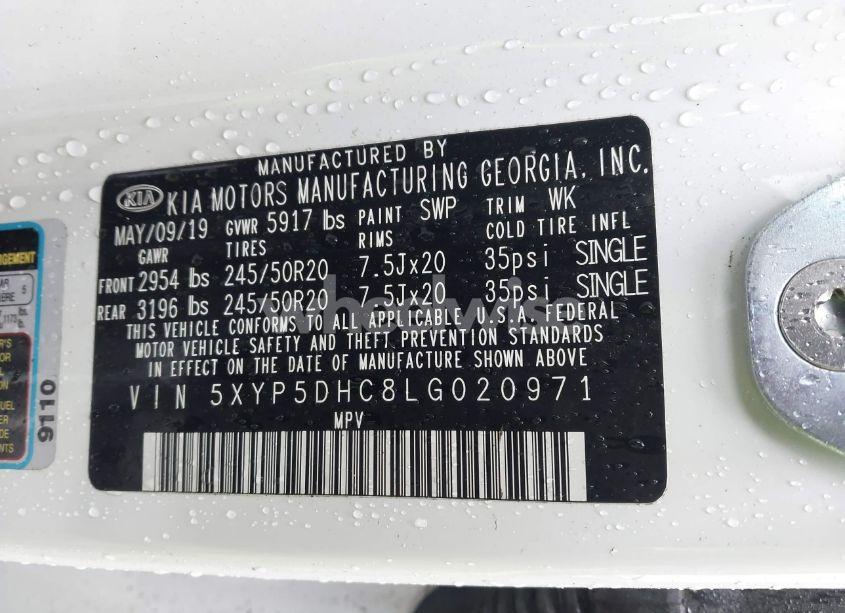 MANUFACTURED BY
KIA KIA MOTORS MANUFACTURING GEORGIA, INC.
MAY/09/19 GVWR 5917 lbs PAINT SWP TRIM WK
GAWR TIRES RIMS COLD TIRE INFL
FRONT 2954 lbs 245/50R20 7.5Jx20 35psi SINGLE
REAR 3196 lbs 245/50R20 7.5Jx20 35psi SINGLE
THIS VEHICLE CONFORMS TO ALL APPLICABLE U.S.A. FEDERAL
MOTOR VEHICLE SAFETY AND THEFT PREVENTION STANDARDS
IN EFFECT ON THE DATE OF MANUFACTURE SHOWN ABOVE
VIN 5XYP5DHC8LG020971
MPV
9110